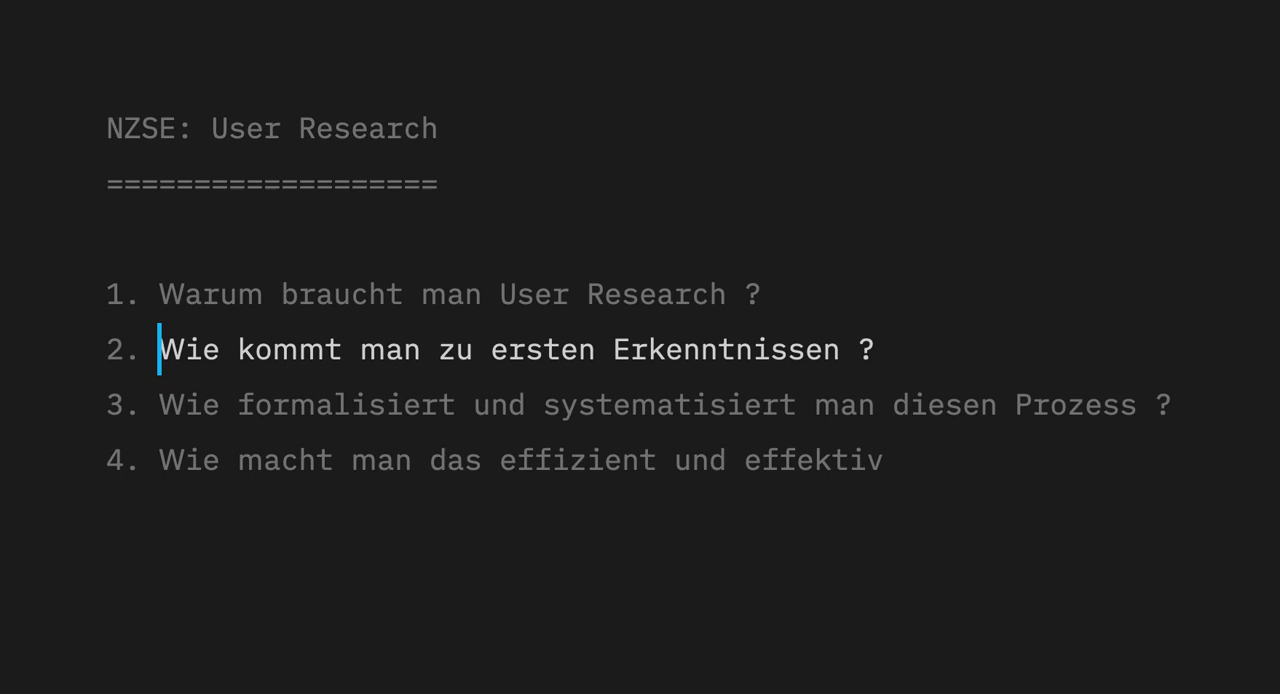 NZSE: User Research
===================
1. Warum braucht man User Research ?
2. Wie kommt man zu ersten Erkenntnissen ?
3. Wie formalisiert und systematisiert man diesen Prozess ?
4. Wie macht man das effizient und effektiv